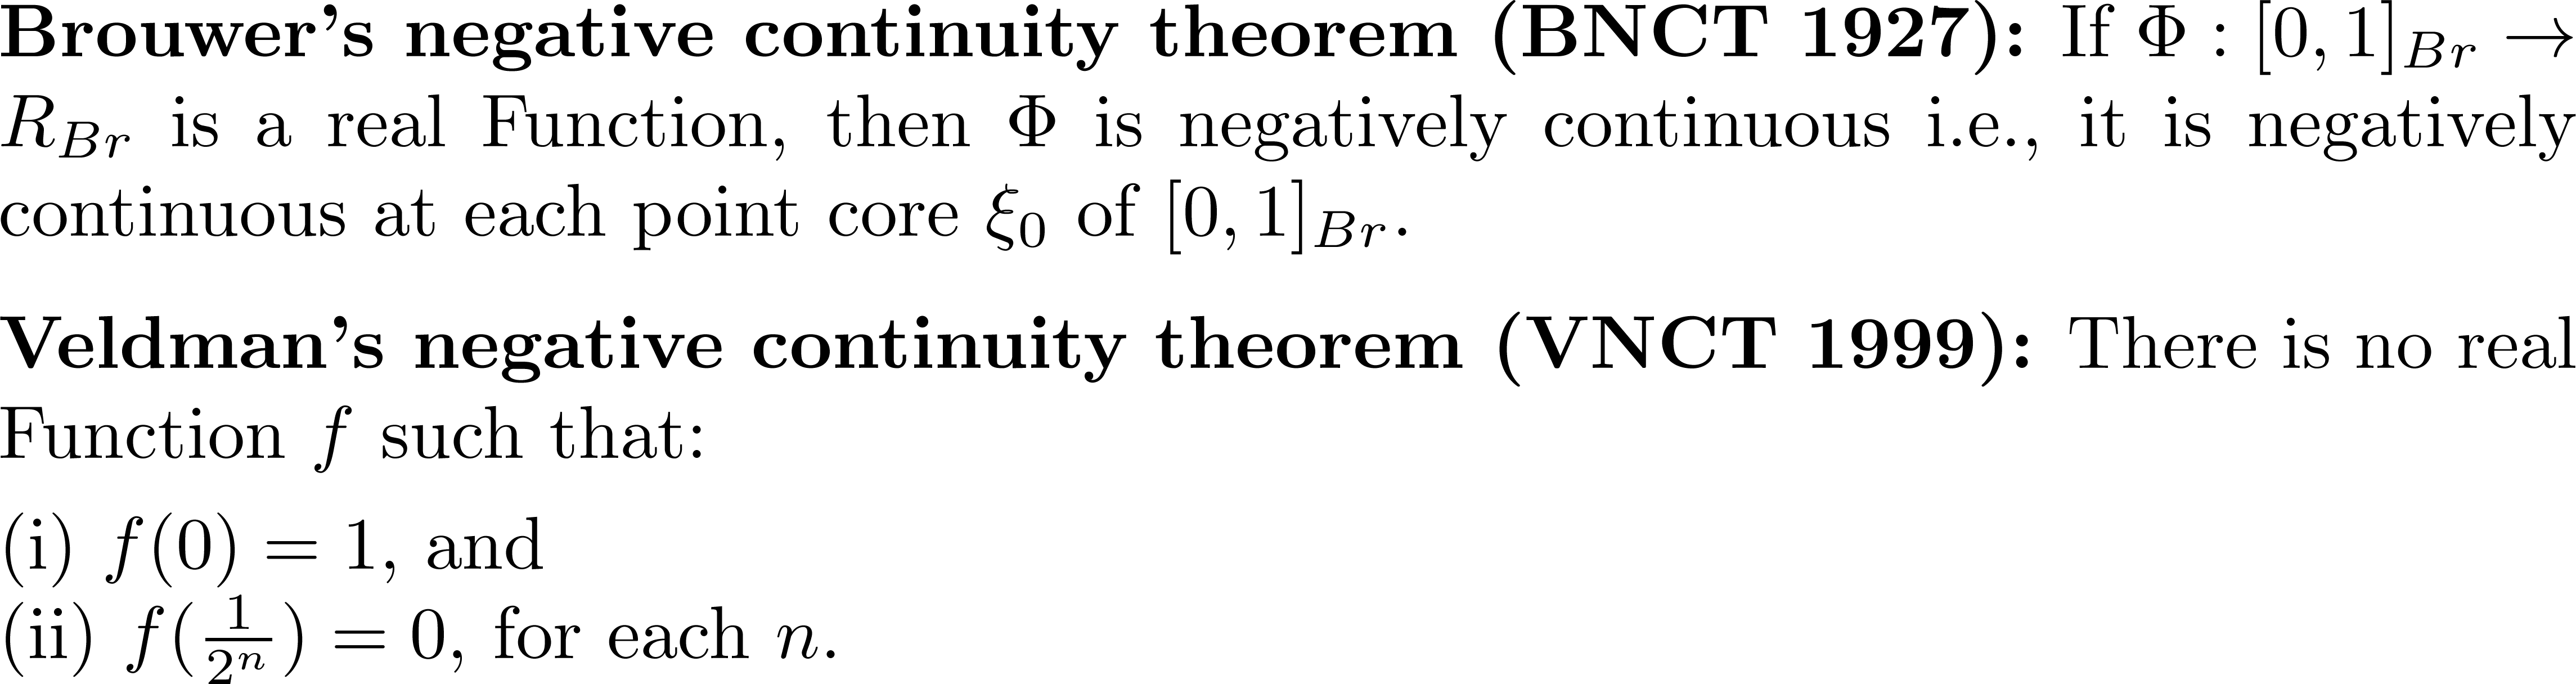 Brouwer's negative continuity theorem (BNCT 1927): If Φ : [0, 1]_{Br} →
R_{Br} is a real Function, then Φ is negatively continuous i.e., it is negatively
continuous at each point core ξ_0 of [0, 1]_{Br}.
Veldman's negative continuity theorem (VNCT 1999): There is no real
Function f such that:
(i) f(0) = 1, and
(ii) f(\frac{1}{2^n}) = 0, for each n.